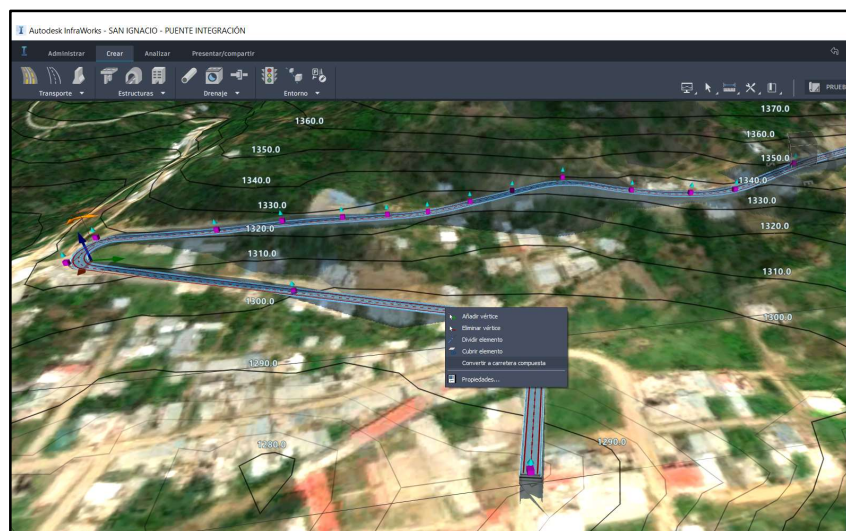 Autodesk InfraWorks - SAN IGNACIO - PUENTE INTEGRACIÓN
Administrar Crear Analizar Presentar/compartir
Transporte Estructuras Drenaje Entorno
PRUEB
1370.0
1360.0
1360.0
1350.0
1350.0
1340.0
1340.0
1330.0
1330.0
1320.0
1320.0
1310.0
1310.0
1300.0
1300.0
Añadir vértice
Eliminar vértice
Dividir elemento
Cubrir elemento
Convertir a carretera compuesta
Propiedades...
1290.0
1280.0
1290.0